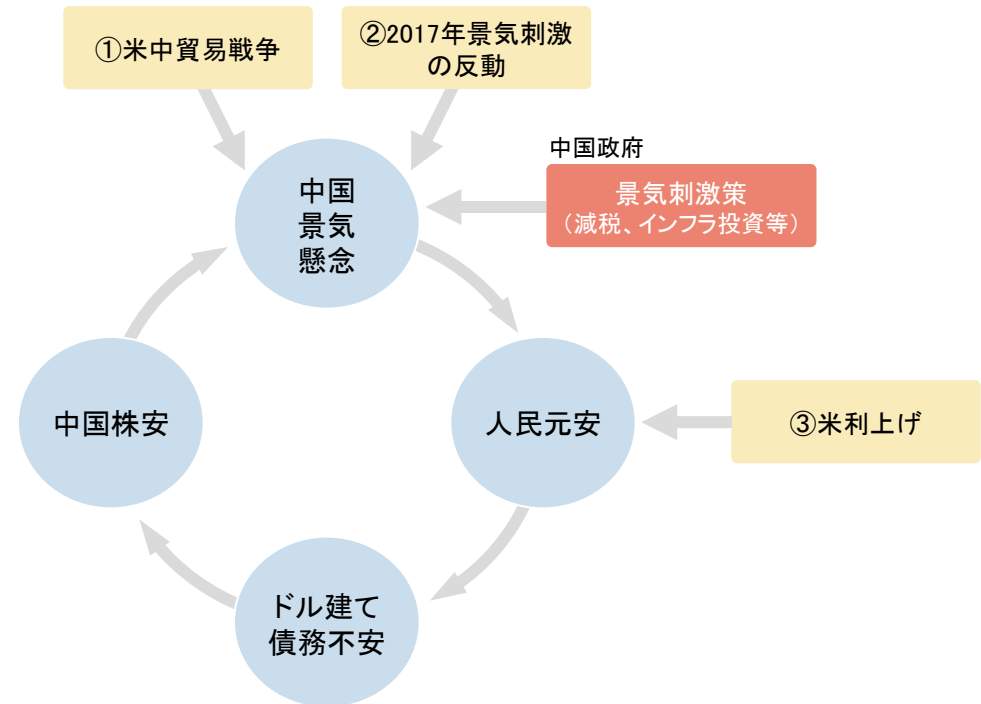 ①米中貿易戦争
②2017年景気刺激
の反動
中国政府
景気刺激策
(減税、インフラ投資等)
中国
景気
懸念
中国株安
人民元安
③米利上げ
ドル建て
債務不安